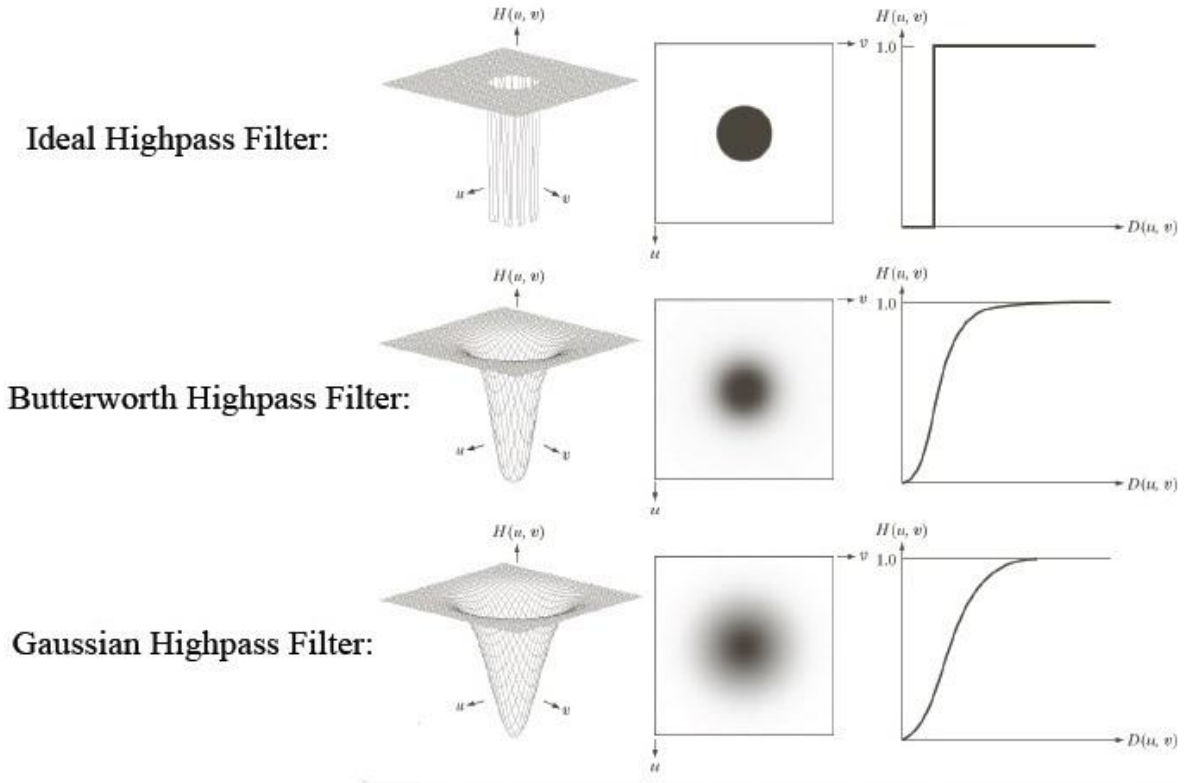 Ideal Highpass Filter:
H(u, v)
u
v
v
u
H(u, v)
1.0
D(u, v)
Butterworth Highpass Filter:
H(u, v)
u
v
v
u
H(u, v)
1.0
D(u, v)
Gaussian Highpass Filter:
H(u, v)
u
v
v
u
H(u, v)
1.0
D(u, v)